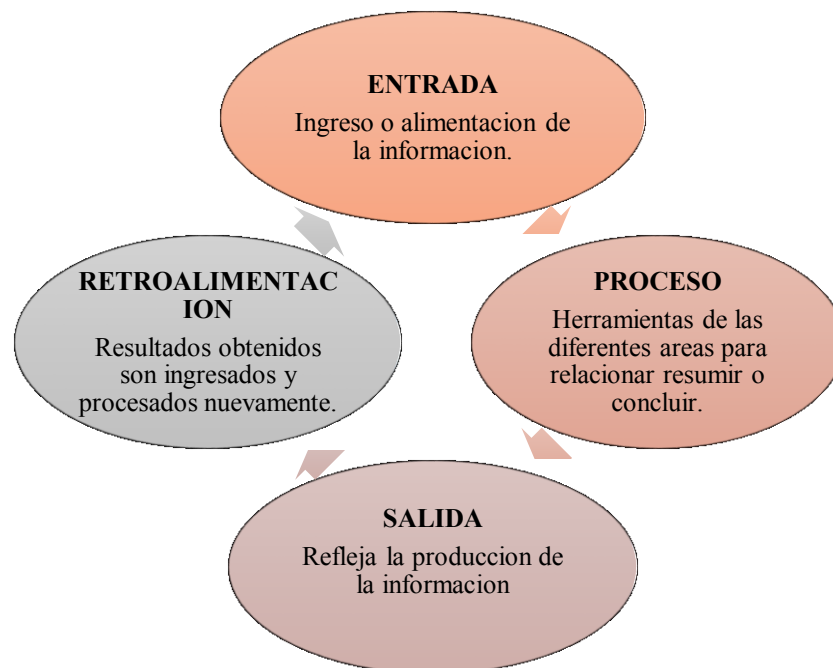 ENTRADA
Ingreso o alimentacion de
la informacion.
PROCESO
Herramientas de las
diferentes areas para
relacionar resumir o
concluir.
SALIDA
Refleja la produccion de
la informacion
RETROALIMENTAC
ION
Resultados obtenidos
son ingresados y
procesados nuevamente.